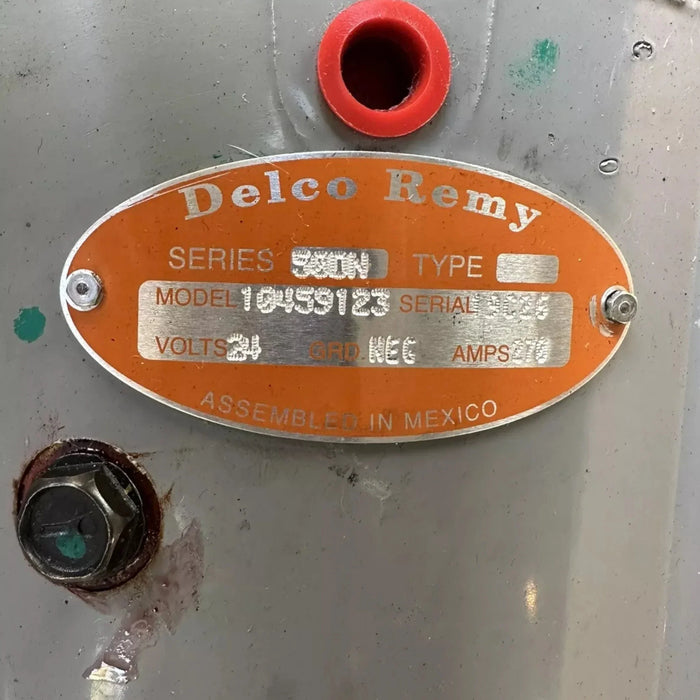 Delco Remy
SERIES 50DN TYPE
MODEL 10459123 SERIAL
VOLTS 24 GRD. NEG AMPS 270
ASSEMBLED IN MEXICO